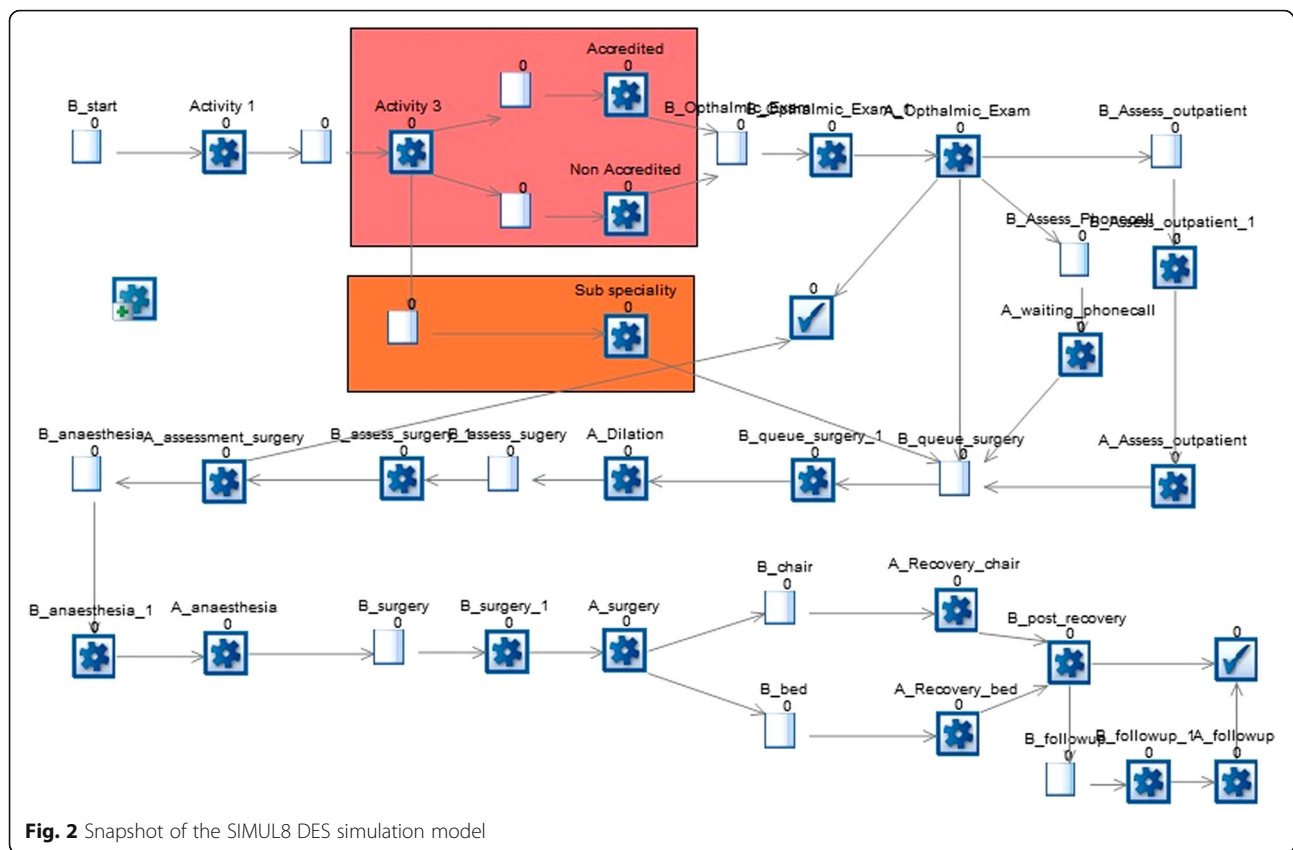 Accredited
0
0
B_start
0
Activity 1
0
0
Activity 3
0
B_Opthalmic_Exam
0
B_Opthalmic_Exam_1
0
A_Opthalmic_Exam
0
B_Assess_outpatient
0
Non Accredited
0
0
B_Assess_Phonecall
0
B_Assess_outpatient_1
0
Sub speciality
0
0
0
A_waiting_phonecall
0
B_anaesthesia
0
A_assessment_surgery
0
B_assess_surgery_1
0
B_assess_sugery
0
A_Dilation
0
B_queue_surgery_1
0
B_queue_surgery
0
A_Assess_outpatient
0
B_chair
0
A_Recovery_chair
0
B_anaesthesia_1
0
A_anaesthesia
0
B_surgery
0
B_surgery_1
0
A_surgery
0
B_post_recovery
0
0
B_bed
0
A_Recovery_bed
0
B_followup
0
B_followup_1
0
A_followup
0
Fig. 2 Snapshot of the SIMUL8 DES simulation model